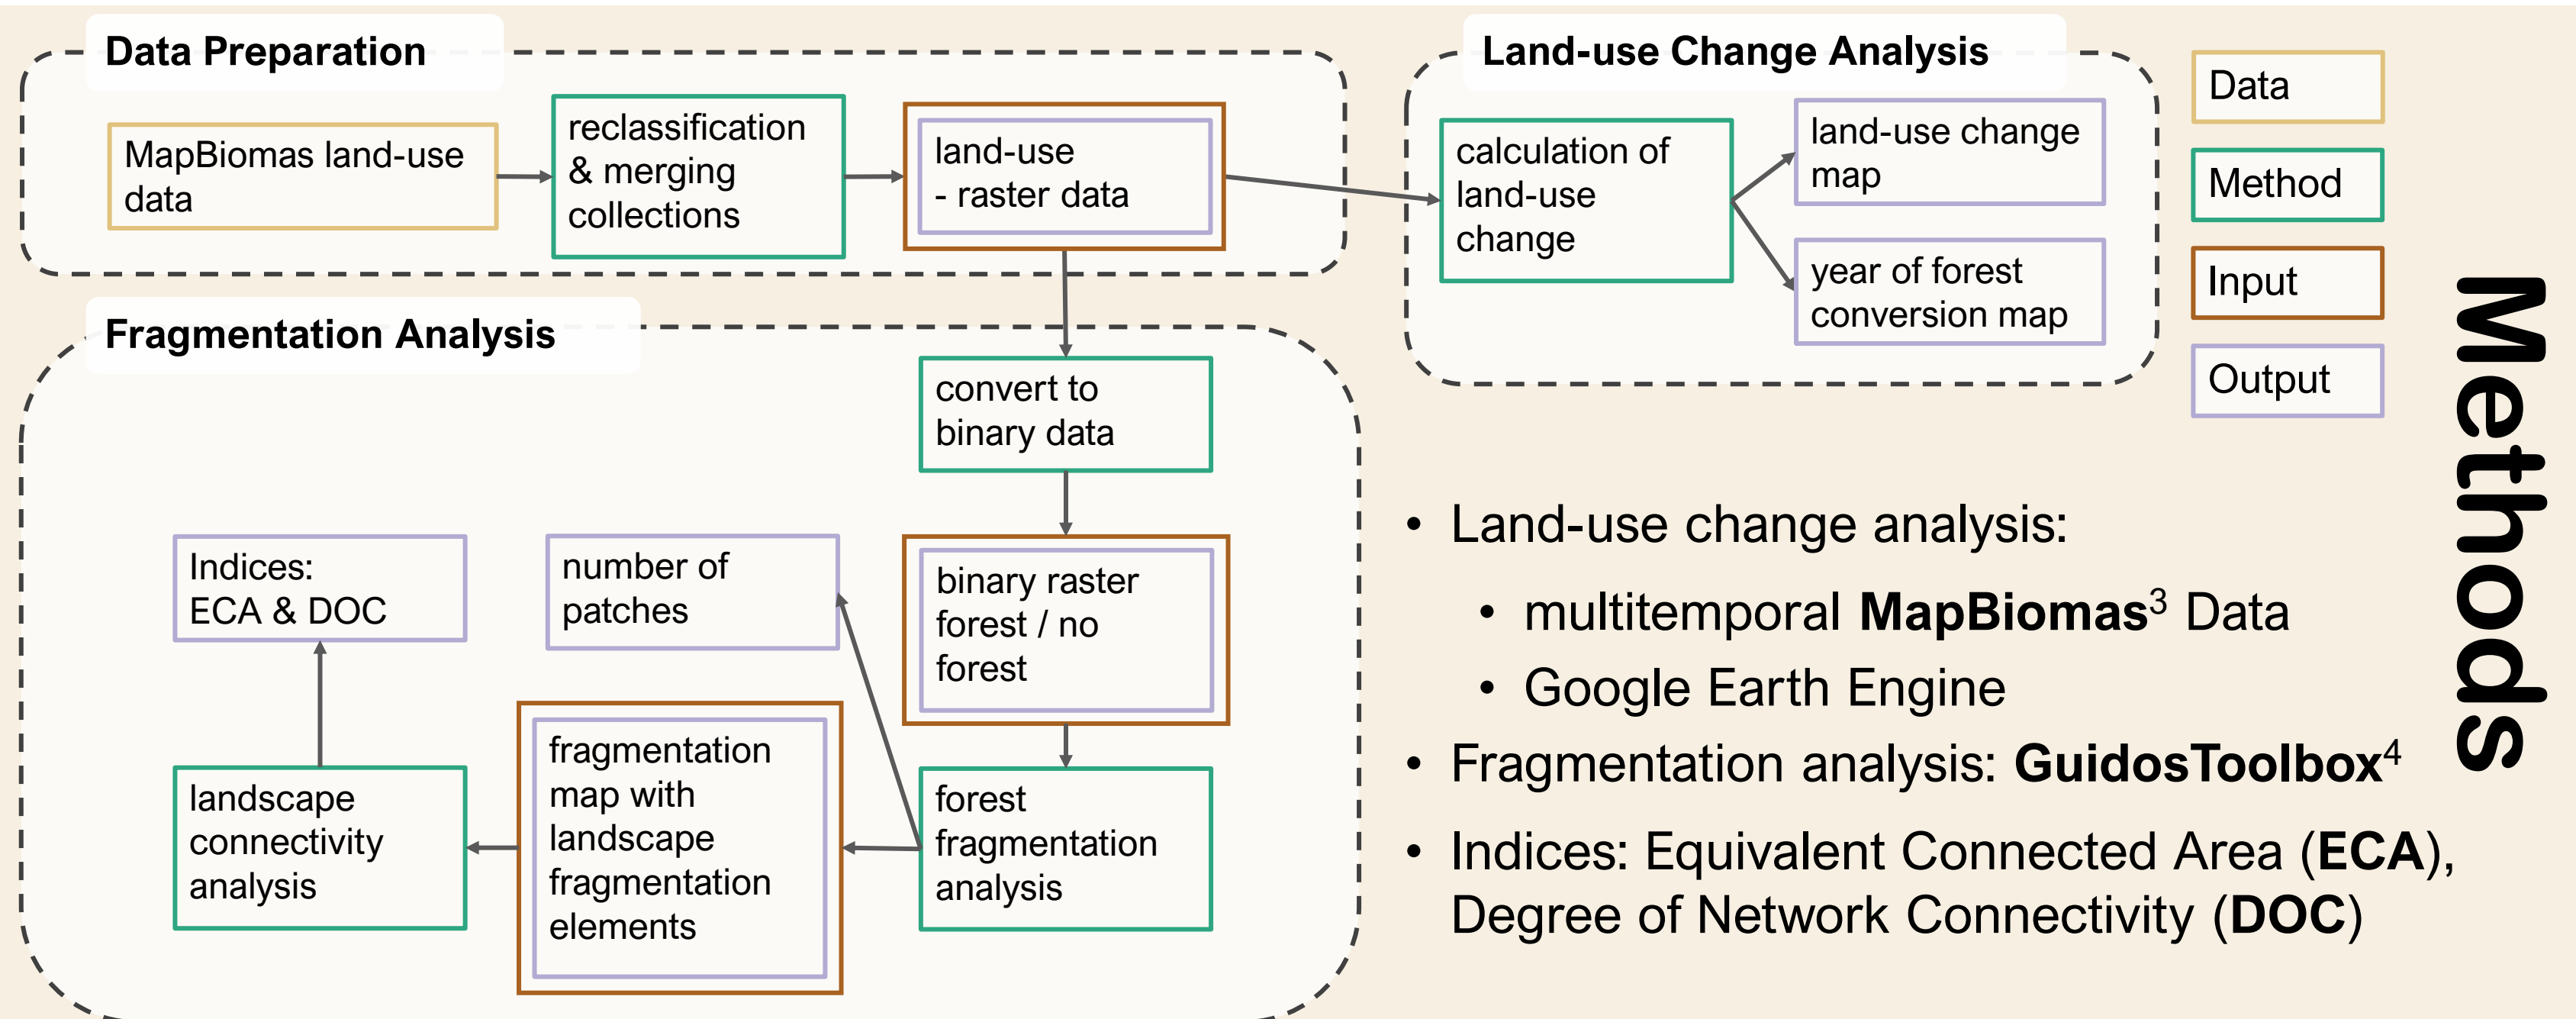 Data Preparation
MapBiomas land-use
data
reclassification
& merging
collections
land-use
- raster data
Land-use Change Analysis
calculation of
land-use
change
land-use change
map
year of forest
conversion map
Data
Method
Input
Output
Methods
Fragmentation Analysis
convert to
binary data
binary raster
forest / no
forest
forest
fragmentation
analysis
number of
patches
fragmentation
map with
landscape
fragmentation
elements
landscape
connectivity
analysis
Indices:
ECA & DOC
• Land-use change analysis:
• multitemporal MapBiomas³ Data
• Google Earth Engine
• Fragmentation analysis: GuidosToolbox⁴
• Indices: Equivalent Connected Area (ECA),
Degree of Network Connectivity (DOC)